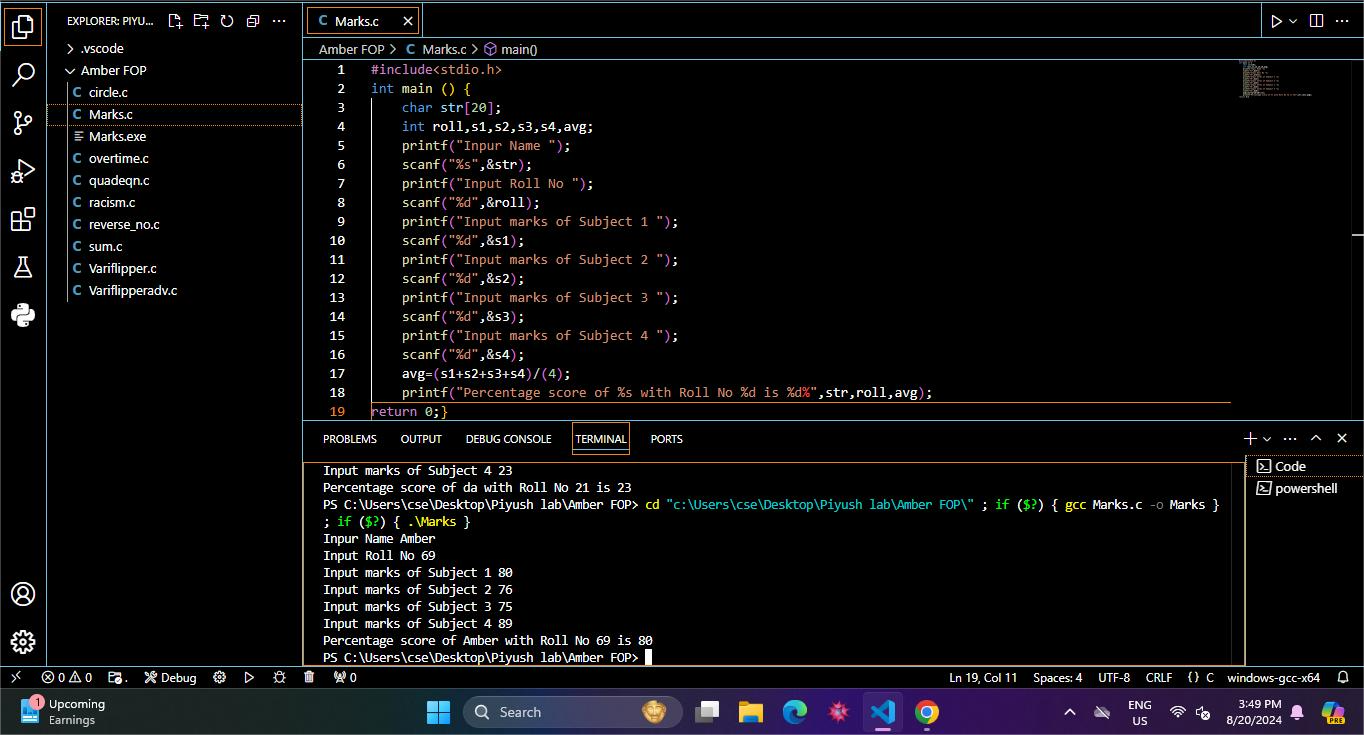 EXPLORER: PIYU...
.vscode
Amber FOP
C circle.c
C Marks.c
Marks.exe
C overtime.c
C quadeqn.c
C racism.c
C reverse_no.c
C sum.c
C Variflipper.c
C Variflipperadv.c
C Marks.c
Amber FOP > C Marks.c > main()
1 #include<stdio.h>
2 int main () {
3 char str[20];
4 int roll,s1,s2,s3,s4,avg;
5 printf("Inpur Name ");
6 scanf("%s",&str);
7 printf("Input Roll No ");
8 scanf("%d",&roll);
9 printf("Input marks of Subject 1 ");
10 scanf("%d",&s1);
11 printf("Input marks of Subject 2 ");
12 scanf("%d",&s2);
13 printf("Input marks of Subject 3 ");
14 scanf("%d",&s3);
15 printf("Input marks of Subject 4 ");
16 scanf("%d",&s4);
17 avg=(s1+s2+s3+s4)/(4);
18 printf("Percentage score of %s with Roll No %d is %d%",str,roll,avg);
19 return 0;}
PROBLEMS OUTPUT DEBUG CONSOLE TERMINAL PORTS
Input marks of Subject 4 23
Percentage score of da with Roll No 21 is 23
PS C:\Users\cse\Desktop\Piyush lab\Amber FOP> cd "c:\Users\cse\Desktop\Piyush lab\Amber FOP\" ; if ($?) { gcc Marks.c -o Marks }
; if ($?) { .\Marks }
Inpur Name Amber
Input Roll No 69
Input marks of Subject 1 80
Input marks of Subject 2 76
Input marks of Subject 3 75
Input marks of Subject 4 89
Percentage score of Amber with Roll No 69 is 80
PS C:\Users\cse\Desktop\Piyush lab\Amber FOP>
Code
powershell
0 0 Debug 0 Ln 19, Col 11 Spaces: 4 UTF-8 CRLF {} C windows-gcc-x64
1
Upcoming
Earnings
Search
ENG
US
3:49 PM
8/20/2024
PRE